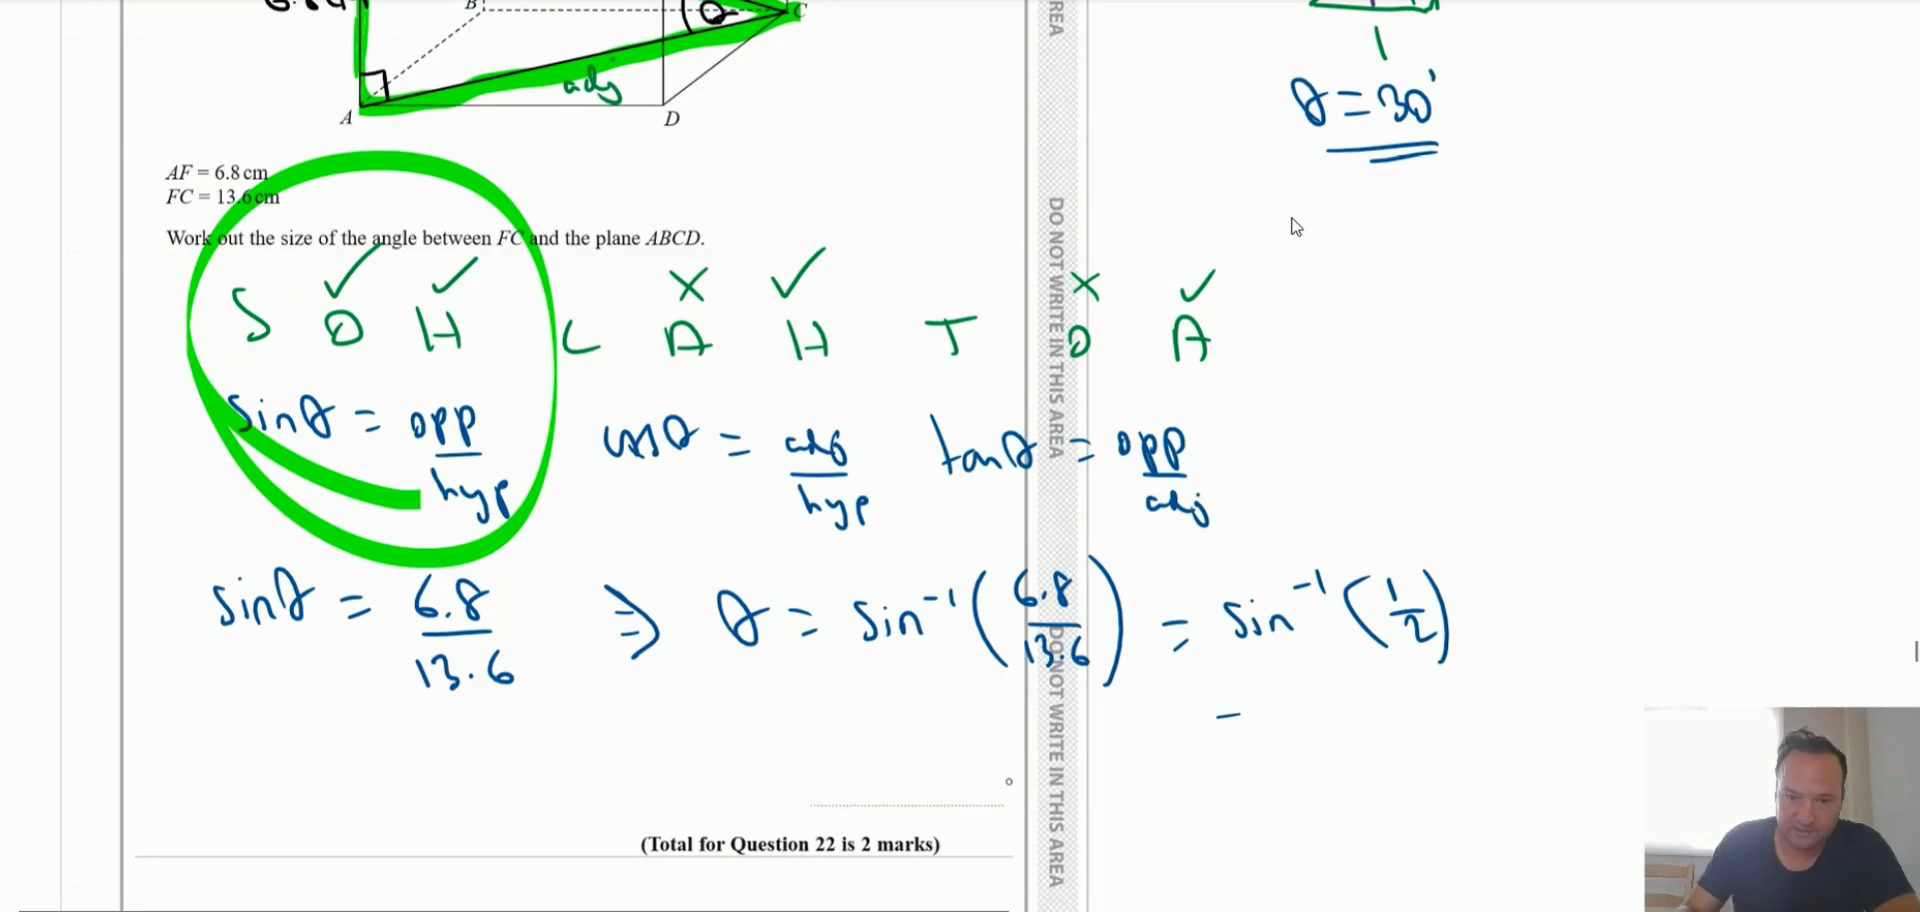 B
C
1
adj
θ = 30°
A
D
AF = 6.8 cm
FC = 13.6 cm
Work out the size of the angle between FC and the plane ABCD.
S O H C A H T O A
sinθ = opp/hyp cosθ = adj/hyp tanθ = opp/adj
sinθ = 6.8/13.6 ⇒ θ = sin⁻¹(6.8/13.6) = sin⁻¹(1/2)
=
°
(Total for Question 22 is 2 marks)
REA
DO NOT WRITE IN THIS AREA
DO NOT WRITE IN THIS AREA